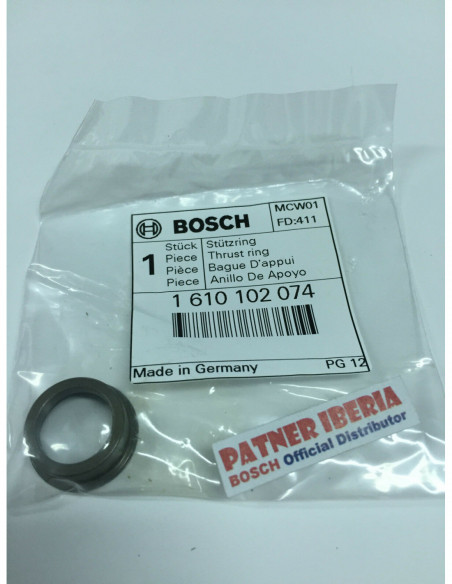 BOSCH
MCW01
FD:411
1
Stück Stützring
Piece Thrust ring
Pièce Bague D'appui
Piece Anillo De Apoyo
1 610 102 074
Made in Germany PG 12
PATNER IBERIA
BOSCH Official Distributor